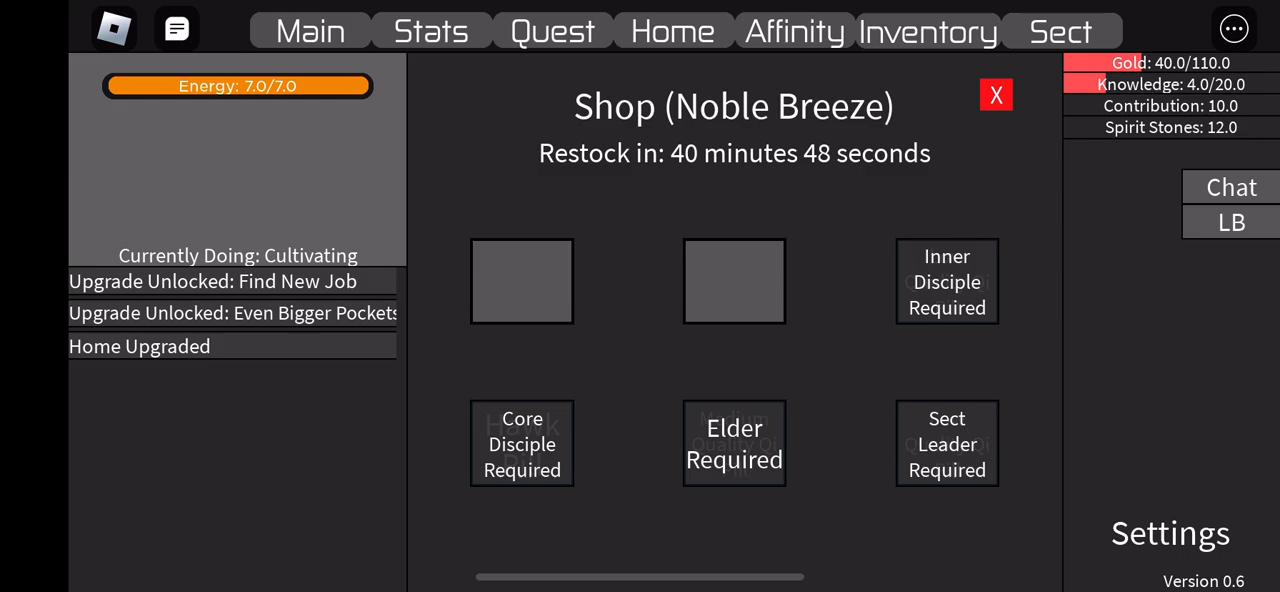 Main
Stats
Quest
Home
Affinity
Inventory
Sect
Energy: 7.0/7.0
Currently Doing: Cultivating
Upgrade Unlocked: Find New Job
Upgrade Unlocked: Even Bigger Pockets
Home Upgraded
Shop (Noble Breeze)
X
Restock in: 40 minutes 48 seconds
Inner
Disciple
Required
Core
Disciple
Required
Elder
Required
Sect
Leader
Required
Gold: 40.0/110.0
Knowledge: 4.0/20.0
Contribution: 10.0
Spirit Stones: 12.0
Chat
LB
Settings
Version 0.6